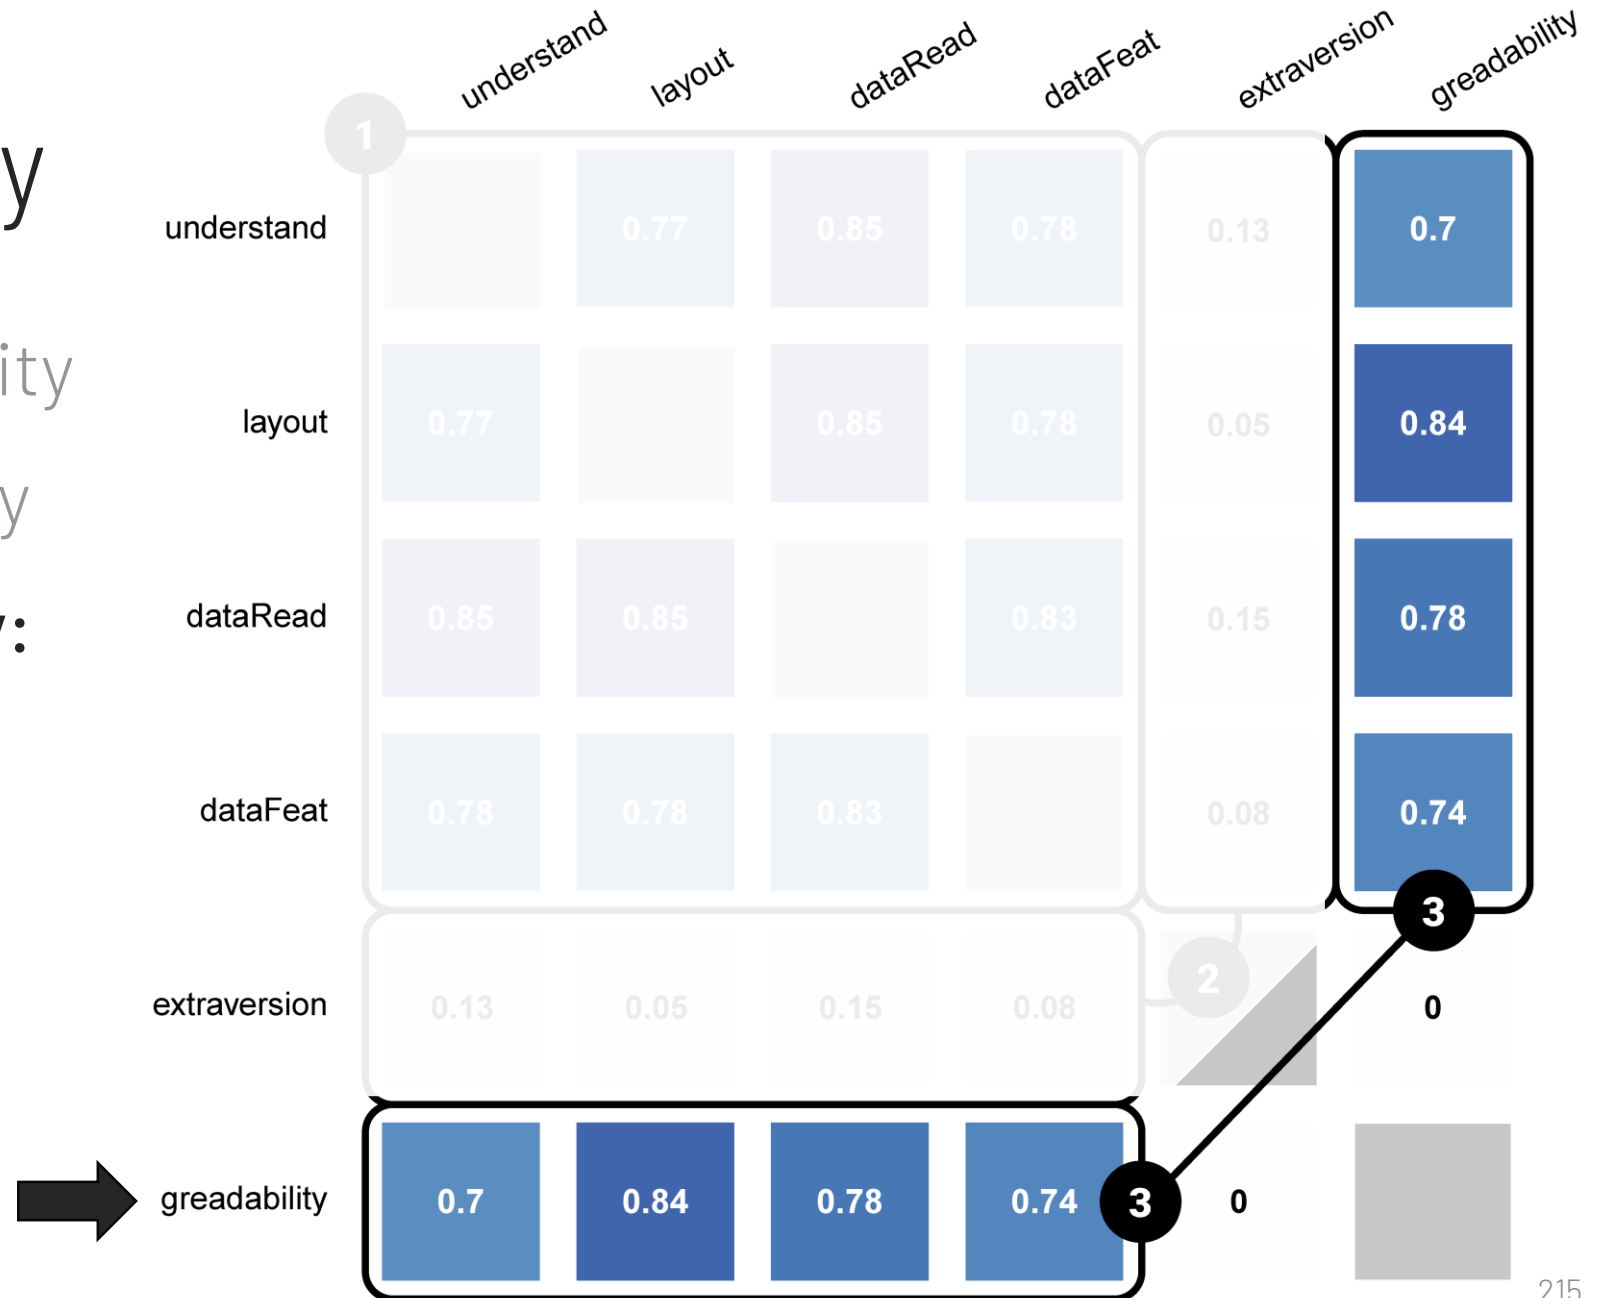 understand layout dataRead dataFeat extraversion greadability
1
y
understand 0.77 0.85 0.78 0.13 0.7
ity
layout 0.77 0.85 0.78 0.05 0.84
y
dataRead 0.85 0.85 0.83 0.15 0.78
y:
dataFeat 0.78 0.78 0.83 0.08 0.74
3
2
extraversion 0.13 0.05 0.15 0.08 0
greadability 0.7 0.84 0.78 0.74 3 0
215